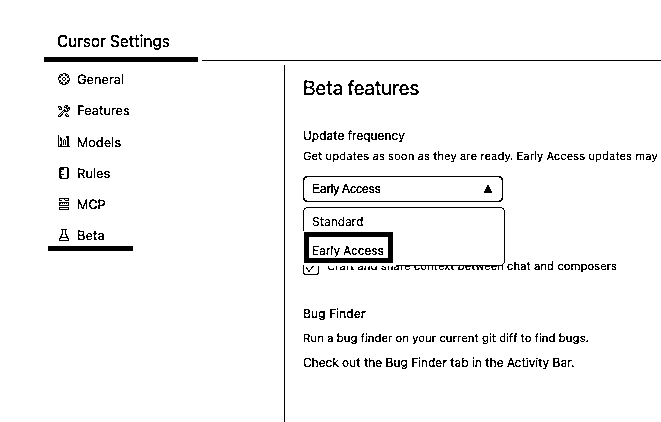 Cursor Settings
General
Features
Models
Rules
MCP
Beta
Beta features
Update frequency
Get updates as soon as they are ready. Early Access updates may
Early Access
Standard
Early Access
Craft and share context between chat and composers
Bug Finder
Run a bug finder on your current git diff to find bugs.
Check out the Bug Finder tab in the Activity Bar.